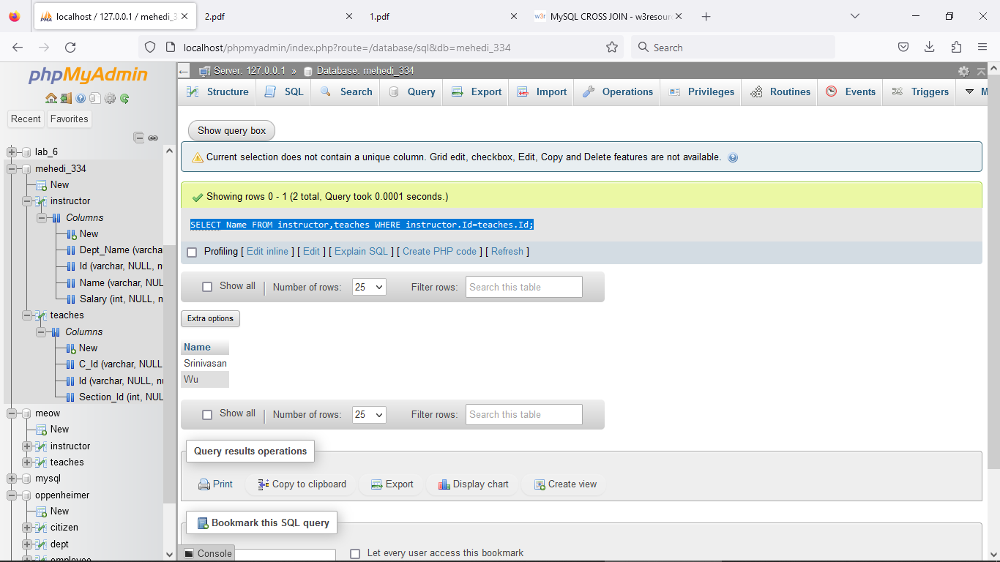 localhost / 127.0.0.1 / mehedi_3
2.pdf
1.pdf
w3r MySQL CROSS JOIN - w3resour
localhost/phpmyadmin/index.php?route=/database/sql&db=mehedi_334
Search
phpMyAdmin
Recent
Favorites
lab_6
mehedi_334
New
instructor
Columns
New
Dept_Name (varcha
Id (varchar, NULL, n
Name (varchar, NUL
Salary (int, NULL, n
teaches
Columns
New
C_Id (varchar, NULL
Id (varchar, NULL, nu
Section_Id (int, NUL
meow
New
instructor
teaches
mysql
oppenheimer
New
citizen
dept
employee
Server: 127.0.0.1 » Database: mehedi_334
Structure
SQL
Search
Query
Export
Import
Operations
Privileges
Routines
Events
Triggers
M
Show query box
Current selection does not contain a unique column. Grid edit, checkbox, Edit, Copy and Delete features are not available.
Showing rows 0 - 1 (2 total, Query took 0.0001 seconds.)
SELECT Name FROM instructor,teaches WHERE instructor.Id=teaches.Id;
Profiling [ Edit inline ] [ Edit ] [ Explain SQL ] [ Create PHP code ] [ Refresh ]
Show all | Number of rows: 25 Filter rows: Search this table
Extra options
Name
Srinivasan
Wu
Show all | Number of rows: 25 Filter rows: Search this table
Query results operations
Print
Copy to clipboard
Export
Display chart
Create view
Bookmark this SQL query
Console
Let every user access this bookmark